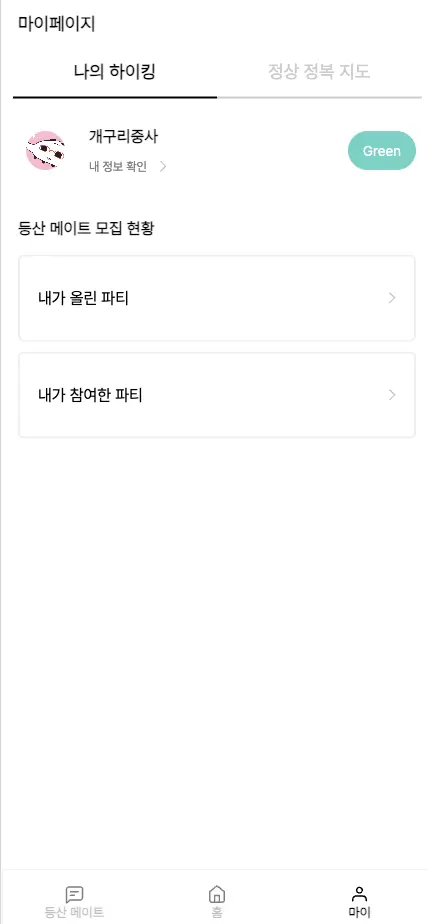 마이페이지
나의 하이킹
정상 정복 지도
개구리중사
내 정보 확인
Green
등산 메이트 모집 현황
내가 올린 파티
내가 참여한 파티
등산 메이트
홈
마이